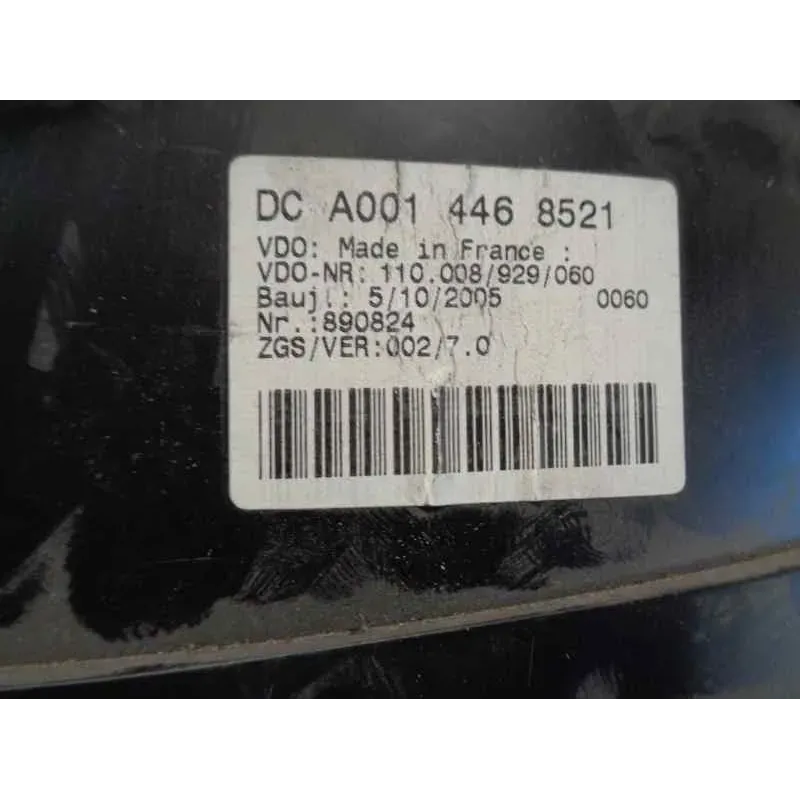 DC A001 446 8521
VDO: Made in France :
VDO-NR: 110.008/929/060
Bauj.: 5/10/2005 0060
Nr.:890824
ZGS/VER:002/7.0